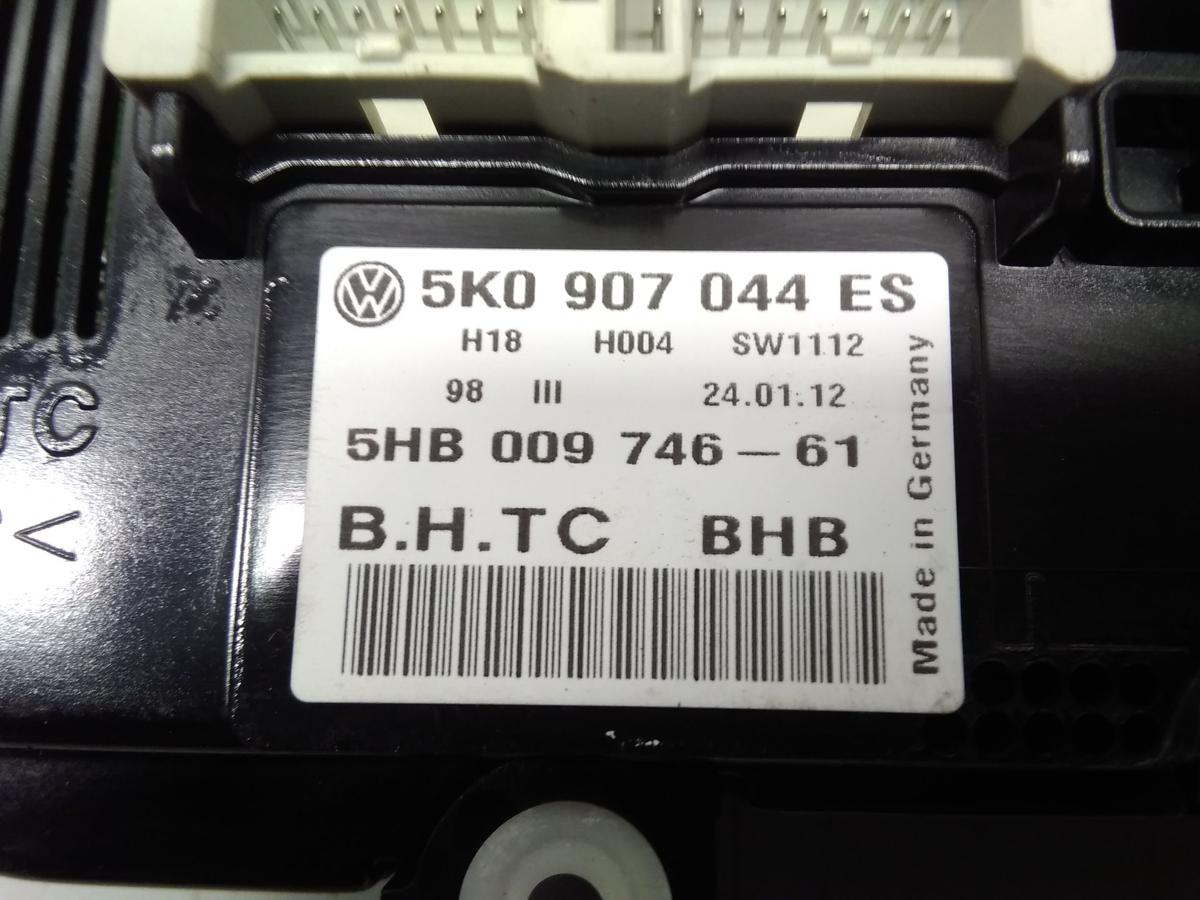 5K0 907 044 ES
H18 H004 SW1112
98 III 24.01.12
5HB 009 746 – 61
B.H.TC BHB
Made in Germany
TC
<